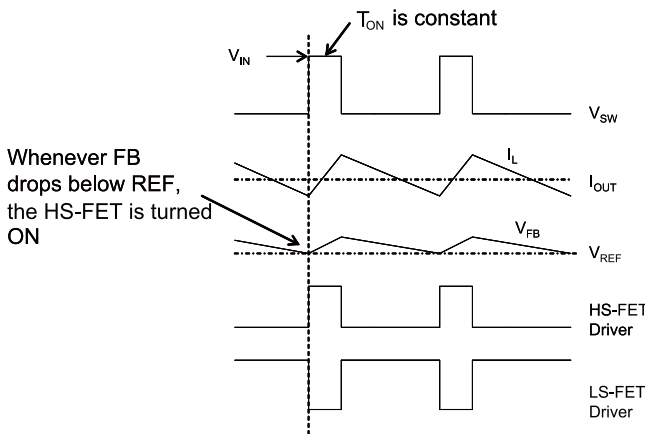 T_ON is constant
V_IN
V_SW
Whenever FB
drops below REF,
the HS-FET is turned
ON
I_L
I_OUT
V_FB
V_REF
HS-FET
Driver
LS-FET
Driver